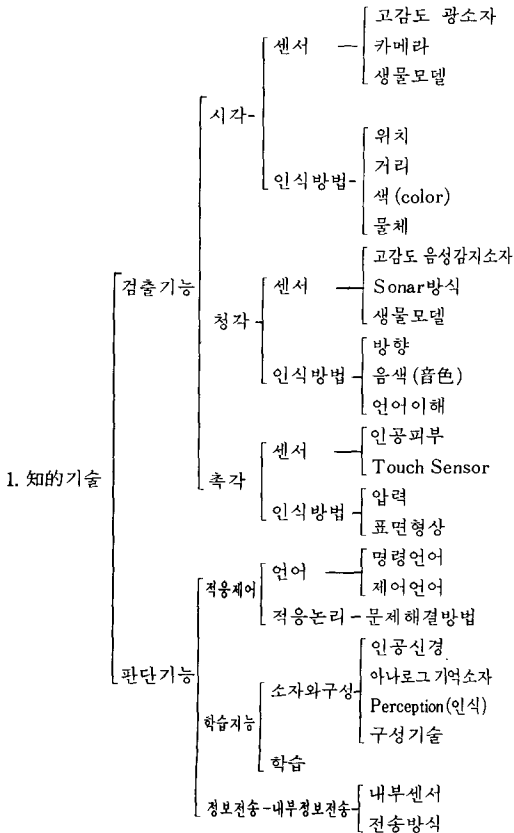 고감도 광소자
센서
카메라
생물모델
시각
위치
인식방법
거리
색(color)
물체
고감도 음성감지소자
검출기능
센서
Sonar방식
생물모델
청각
방향
인식방법
음색(音色)
언어이해
센서
인공피부
Touch Sensor
1. 知的기술
촉각
인식방법
압력
표면형상
적응제어
언어
명령언어
제어언어
적응논리 - 문제해결방법
판단기능
인공신경
소자와구성
아나로그기억소자
Perception(인식)
학습지능
구성기술
학습
정보전송-내부정보전송
내부센서
전송방식